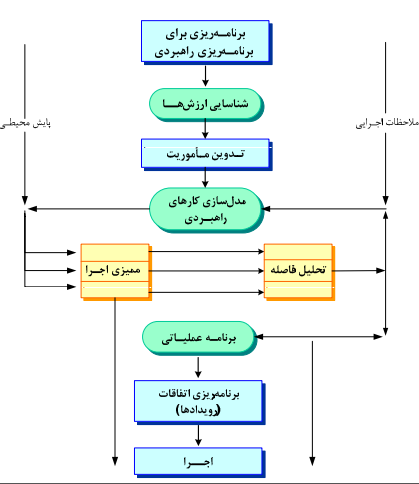 برنامه‌ریزی برای
برنامه‌ریزی راهبردی
شناسایی ارزش‌ها
ملاحظات اجرایی
پایش محیطی
تدوین مأموریت
مدل‌سازی کارهای
راهبردی
تحلیل فاصله
ممیزی اجرا
برنامه عملیاتی
برنامه‌ریزی اتفاقات
(رویدادها)
اجرا